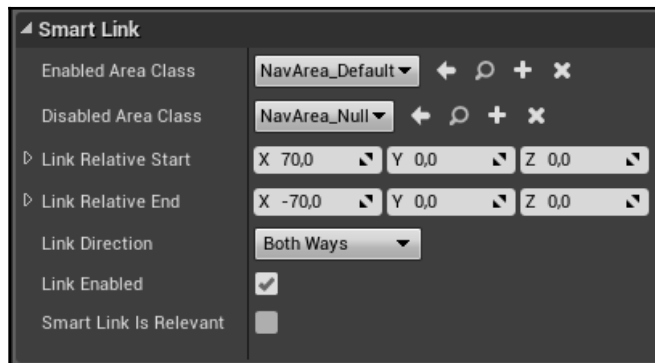 Smart Link
Enabled Area Class NavArea_Default
Disabled Area Class NavArea_Null
Link Relative Start X 70,0 Y 0,0 Z 0,0
Link Relative End X -70,0 Y 0,0 Z 0,0
Link Direction Both Ways
Link Enabled
Smart Link Is Relevant